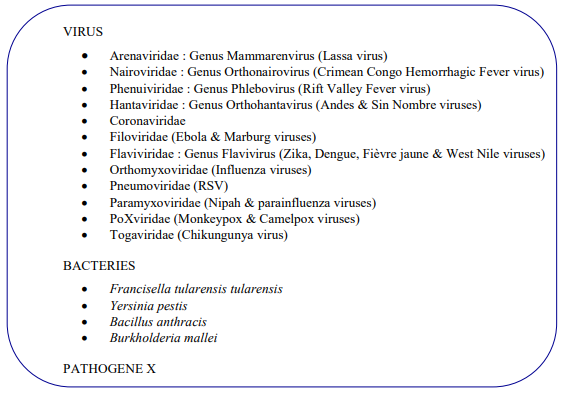 VIRUS
• Arenaviridae : Genus Mammarenvirus (Lassa virus)
• Nairoviridae : Genus Orthonairovirus (Crimean Congo Hemorrhagic Fever virus)
• Phenuiviridae : Genus Phlebovirus (Rift Valley Fever virus)
• Hantaviridae : Genus Orthohantavirus (Andes & Sin Nombre viruses)
• Coronaviridae
• Filoviridae (Ebola & Marburg viruses)
• Flaviviridae : Genus Flavivirus (Zika, Dengue, Fièvre jaune & West Nile viruses)
• Orthomyxoviridae (Influenza viruses)
• Pneumoviridae (RSV)
• Paramyxoviridae (Nipah & parainfluenza viruses)
• PoXviridae (Monkeypox & Camelpox viruses)
• Togaviridae (Chikungunya virus)
BACTERIES
• Francisella tularensis tularensis
• Yersinia pestis
• Bacillus anthracis
• Burkholderia mallei
PATHOGENE X